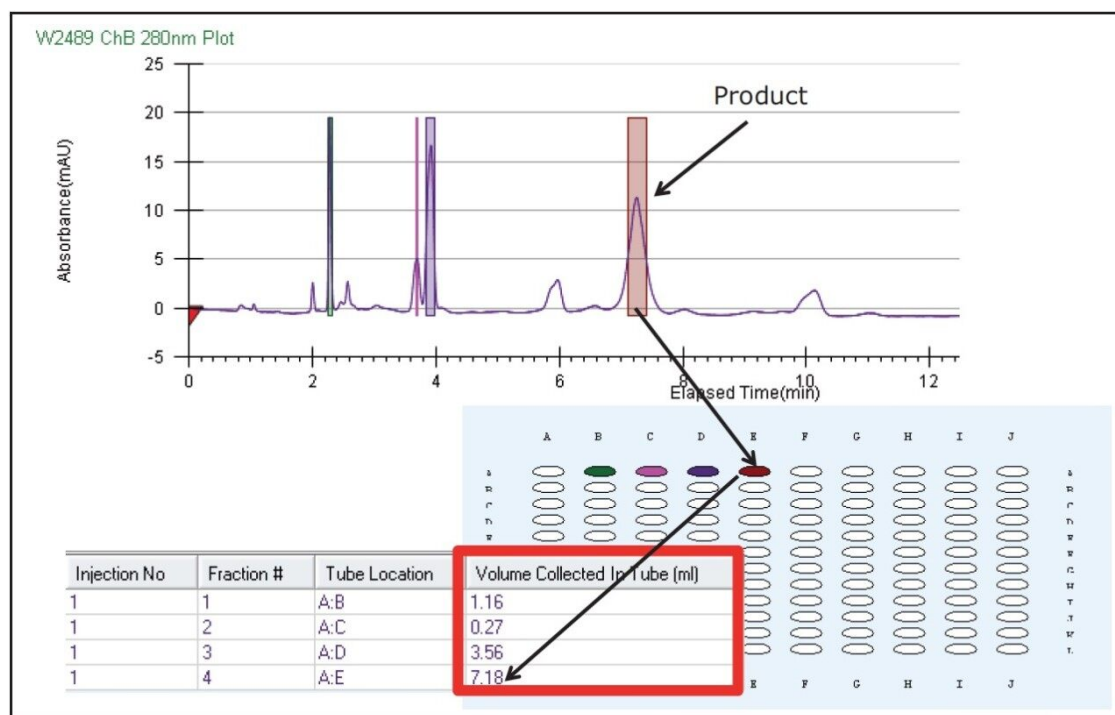 W2489 ChB 280nm Plot
25
20
15
10
5
0
-5
Absorbance(mAU)
Product
0 2 4 6 8 10 12
Elapsed Time(min)
A B C D E F G H I J
A A
B B
C C
D D
E
G
H
I
J
K
L
E F G H I J
Injection No Fraction # Tube Location Volume Collected In Tube (ml)
1 1 A:B 1.16
1 2 A:C 0.27
1 3 A:D 3.56
1 4 A:E 7.18